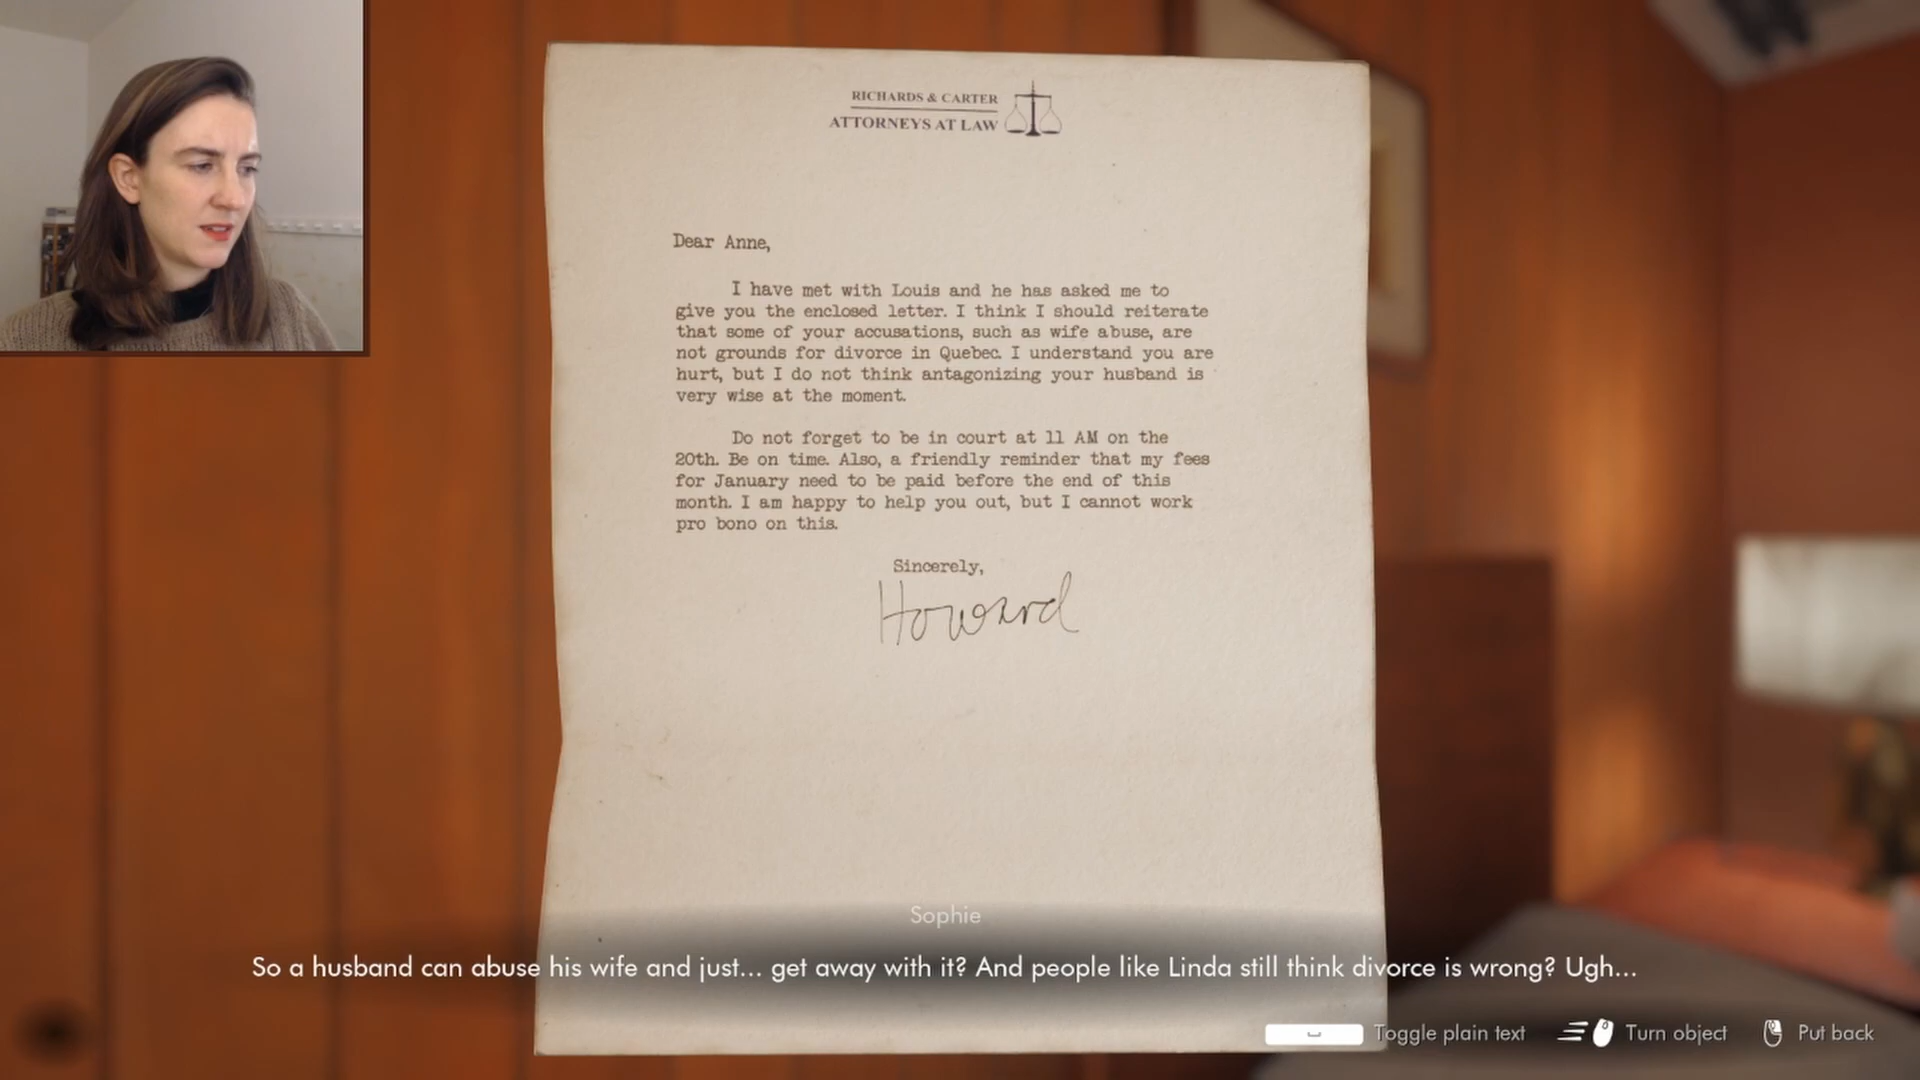 RICHARDS & CARTER
ATTORNEYS AT LAW
Dear Anne,
I have met with Louis and he has asked me to
give you the enclosed letter. I think I should reiterate
that some of your accusations, such as wife abuse, are
not grounds for divorce in Quebec. I understand you are
hurt, but I do not think antagonizing your husband is
very wise at the moment.
Do not forget to be in court at 11 AM on the
20th. Be on time. Also, a friendly reminder that my fees
for January need to be paid before the end of this
month. I am happy to help you out, but I cannot work
pro bono on this.
Sincerely,
Howard
Sophie
So a husband can abuse his wife and just... get away with it? And people like Linda still think divorce is wrong? Ugh...
Toggle plain text Turn object Put back